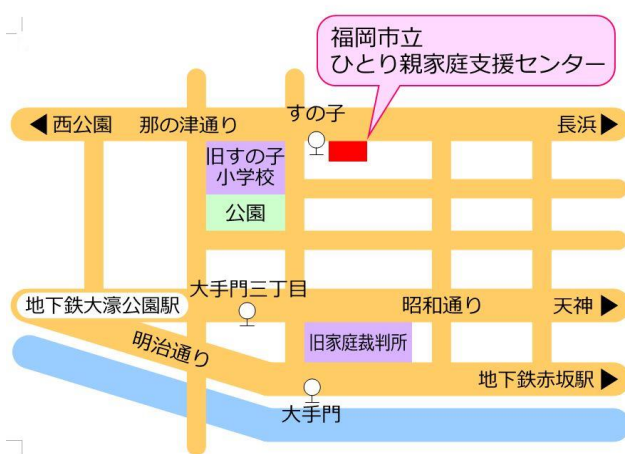 福岡市立
ひとり親家庭支援センター
すの子
◀西公園 那の津通り
長浜▶
旧すの子
小学校
公園
大手門三丁目
地下鉄大濠公園駅
昭和通り
天神▶
明治通り
旧家庭裁判所
地下鉄赤坂駅▶
大手門